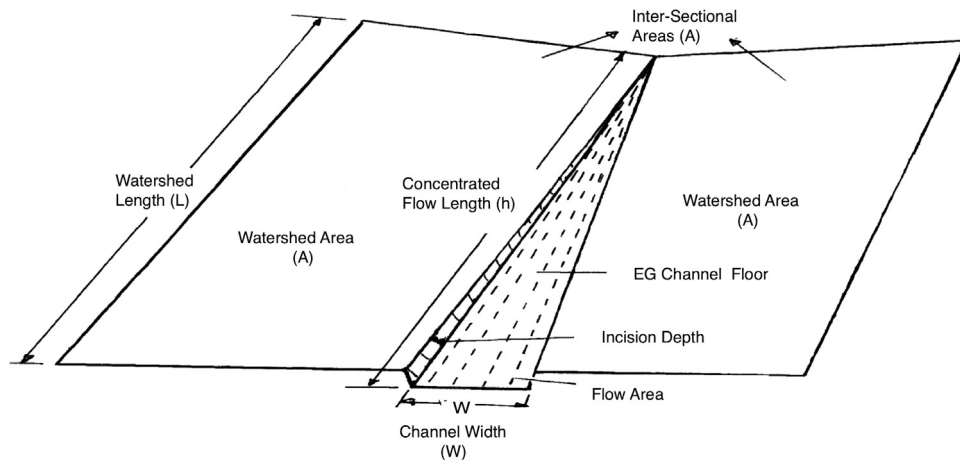 Inter-Sectional
Areas (A)
Watershed
Length (L)
Concentrated
Flow Length (h)
Watershed Area
(A)
Watershed Area
(A)
EG Channel Floor
Incision Depth
Flow Area
W
Channel Width
(W)